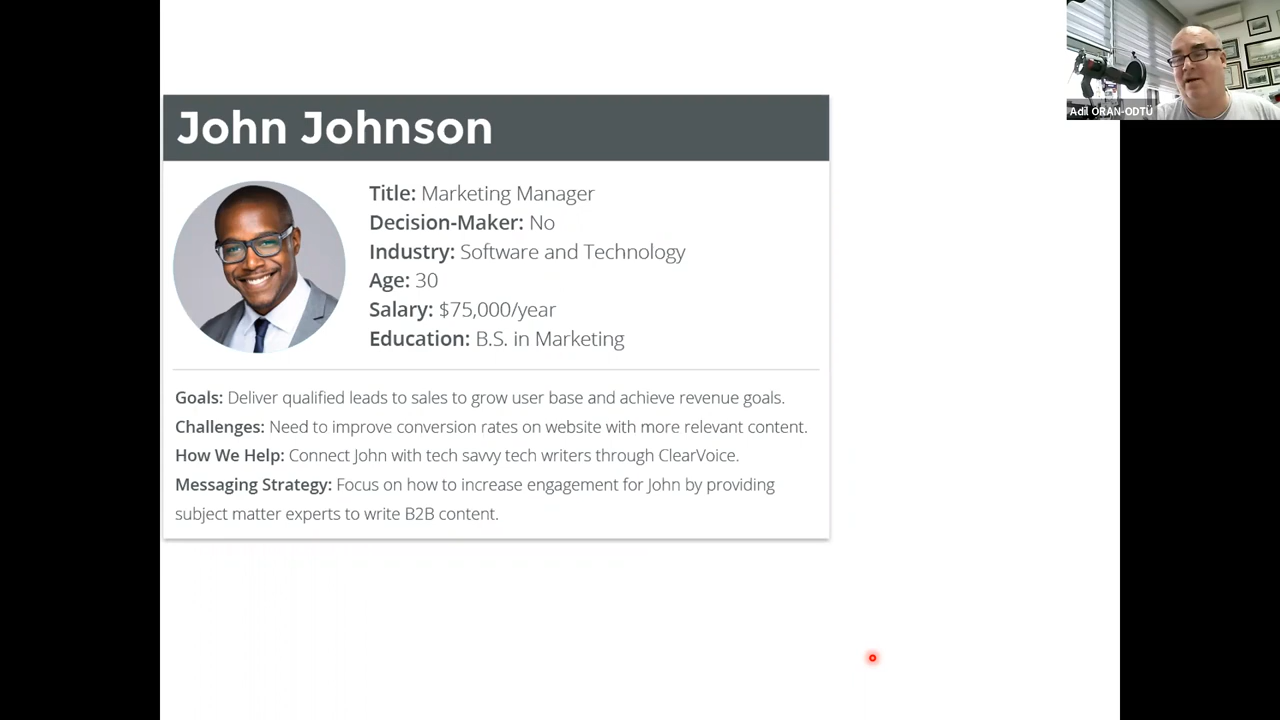 John Johnson
Title: Marketing Manager
Decision-Maker: No
Industry: Software and Technology
Age: 30
Salary: $75,000/year
Education: B.S. in Marketing
Goals: Deliver qualified leads to sales to grow user base and achieve revenue goals.
Challenges: Need to improve conversion rates on website with more relevant content.
How We Help: Connect John with tech savvy tech writers through ClearVoice.
Messaging Strategy: Focus on how to increase engagement for John by providing
subject matter experts to write B2B content.
Adil ORAN-ODTÜ